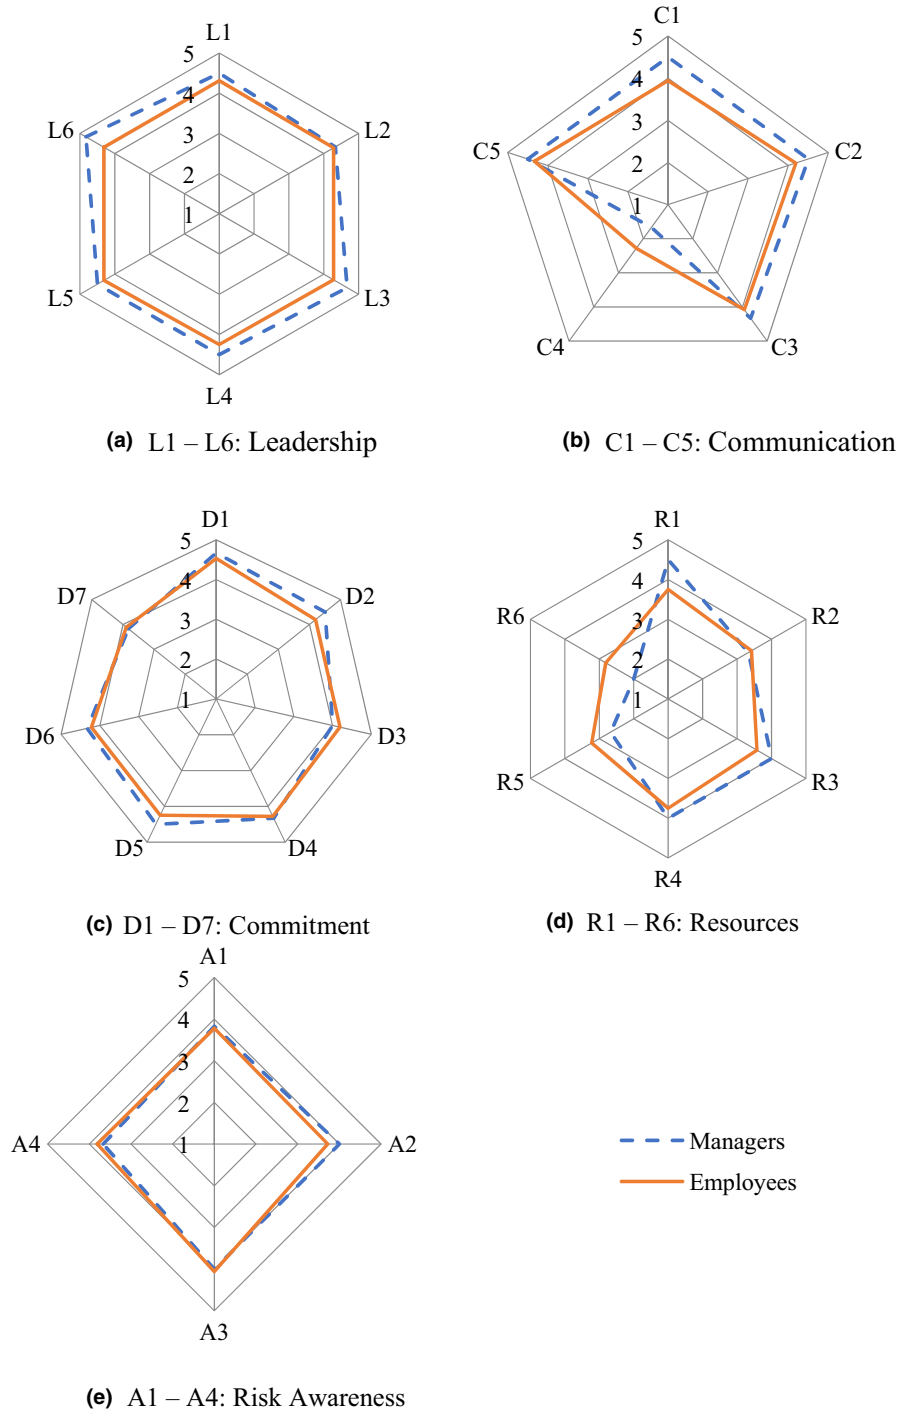 L1
5
4
3
2
1
L6
L2
L5
L3
L4
(a) L1 – L6: Leadership
C1
5
4
3
2
1
C5
C2
C4
C3
(b) C1 – C5: Communication
D1
5
4
3
2
1
D7
D2
D6
D3
D5
D4
(c) D1 – D7: Commitment
R1
5
4
3
2
1
R6
R2
R5
R3
R4
(d) R1 – R6: Resources
A1
5
4
3
2
1
A4
A2
A3
(e) A1 – A4: Risk Awareness
Managers
Employees